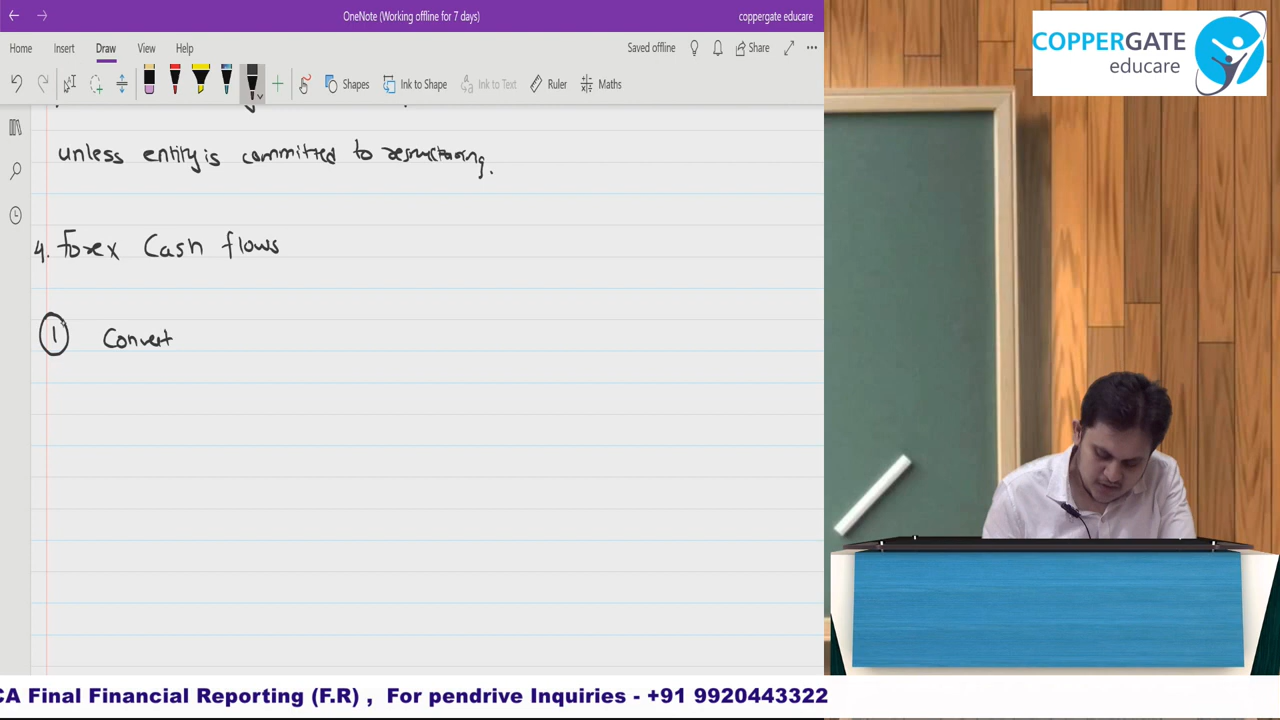 OneNote (Working offline for 7 days)
coppergate educare
Home Insert Draw View Help
Saved offline Share
Shapes Ink to Shape Ink to Text Ruler Maths
unless entity is committed to restructuring.
4. Forex Cash flows
1 Convert
COPPERGATE
educare
CA Final Financial Reporting (F.R) , For pendrive Inquiries - +91 9920443322